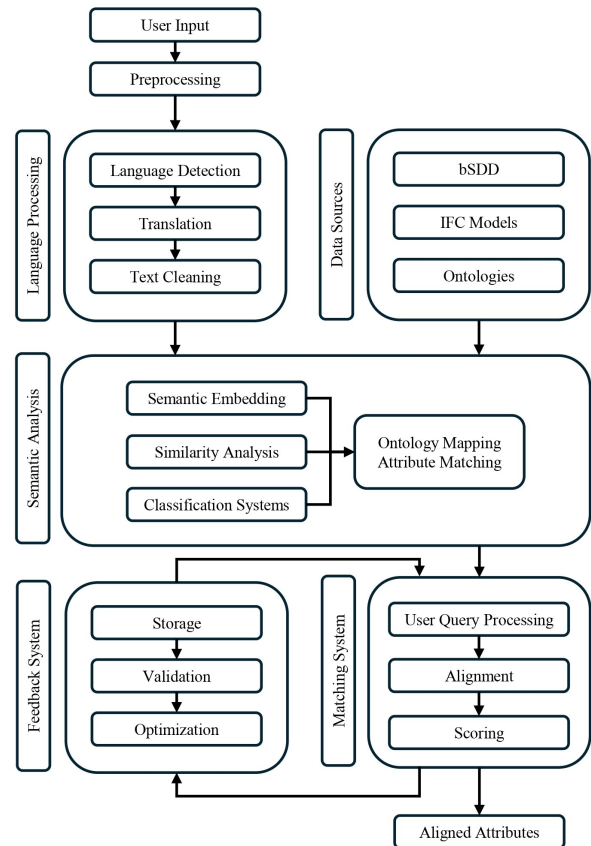 User Input
Preprocessing
Language Processing
Language Detection
Translation
Text Cleaning
Data Sources
bSDD
IFC Models
Ontologies
Semantic Analysis
Semantic Embedding
Similarity Analysis
Classification Systems
Ontology Mapping
Attribute Matching
Feedback System
Storage
Validation
Optimization
Matching System
User Query Processing
Alignment
Scoring
Aligned Attributes